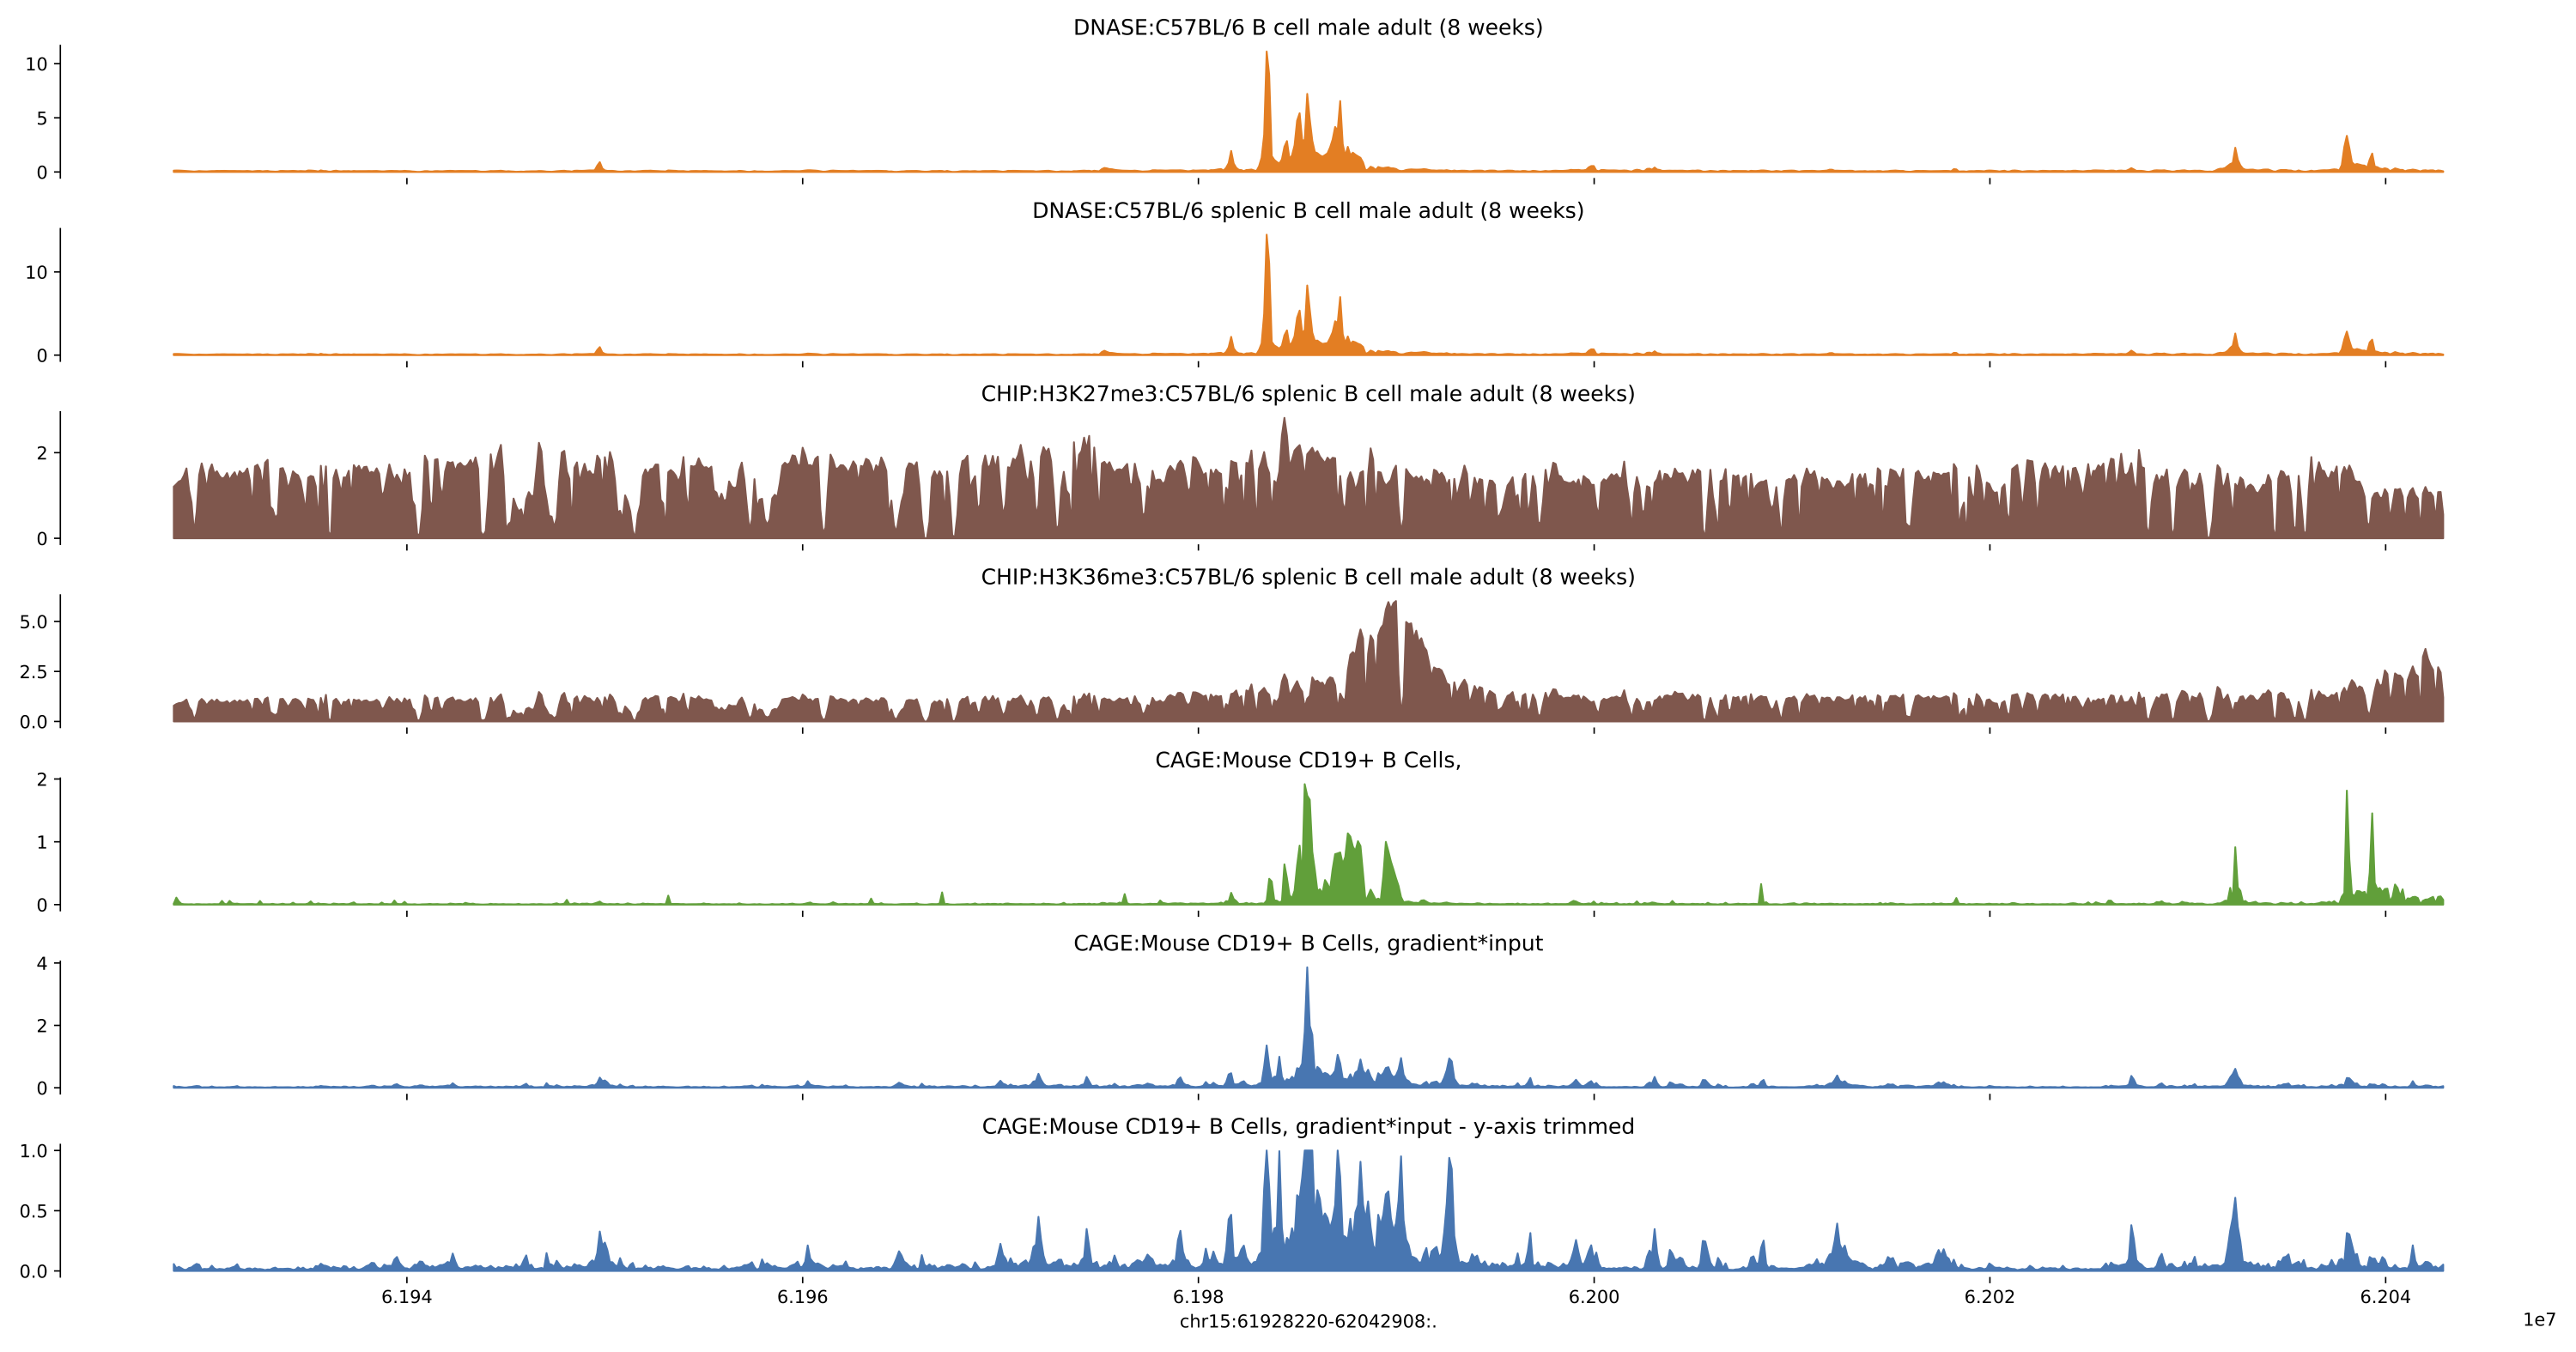 DNASE:C57BL/6 B cell male adult (8 weeks)
10
5
0
DNASE:C57BL/6 splenic B cell male adult (8 weeks)
10
0
CHIP:H3K27me3:C57BL/6 splenic B cell male adult (8 weeks)
2
0
CHIP:H3K36me3:C57BL/6 splenic B cell male adult (8 weeks)
5.0
2.5
0.0
CAGE:Mouse CD19+ B Cells,
2
1
0
CAGE:Mouse CD19+ B Cells, gradient*input
4
2
0
CAGE:Mouse CD19+ B Cells, gradient*input - y-axis trimmed
1.0
0.5
0.0
6.194 6.196 6.198 6.200 6.202 6.204
chr15:61928220-62042908:.
1e7